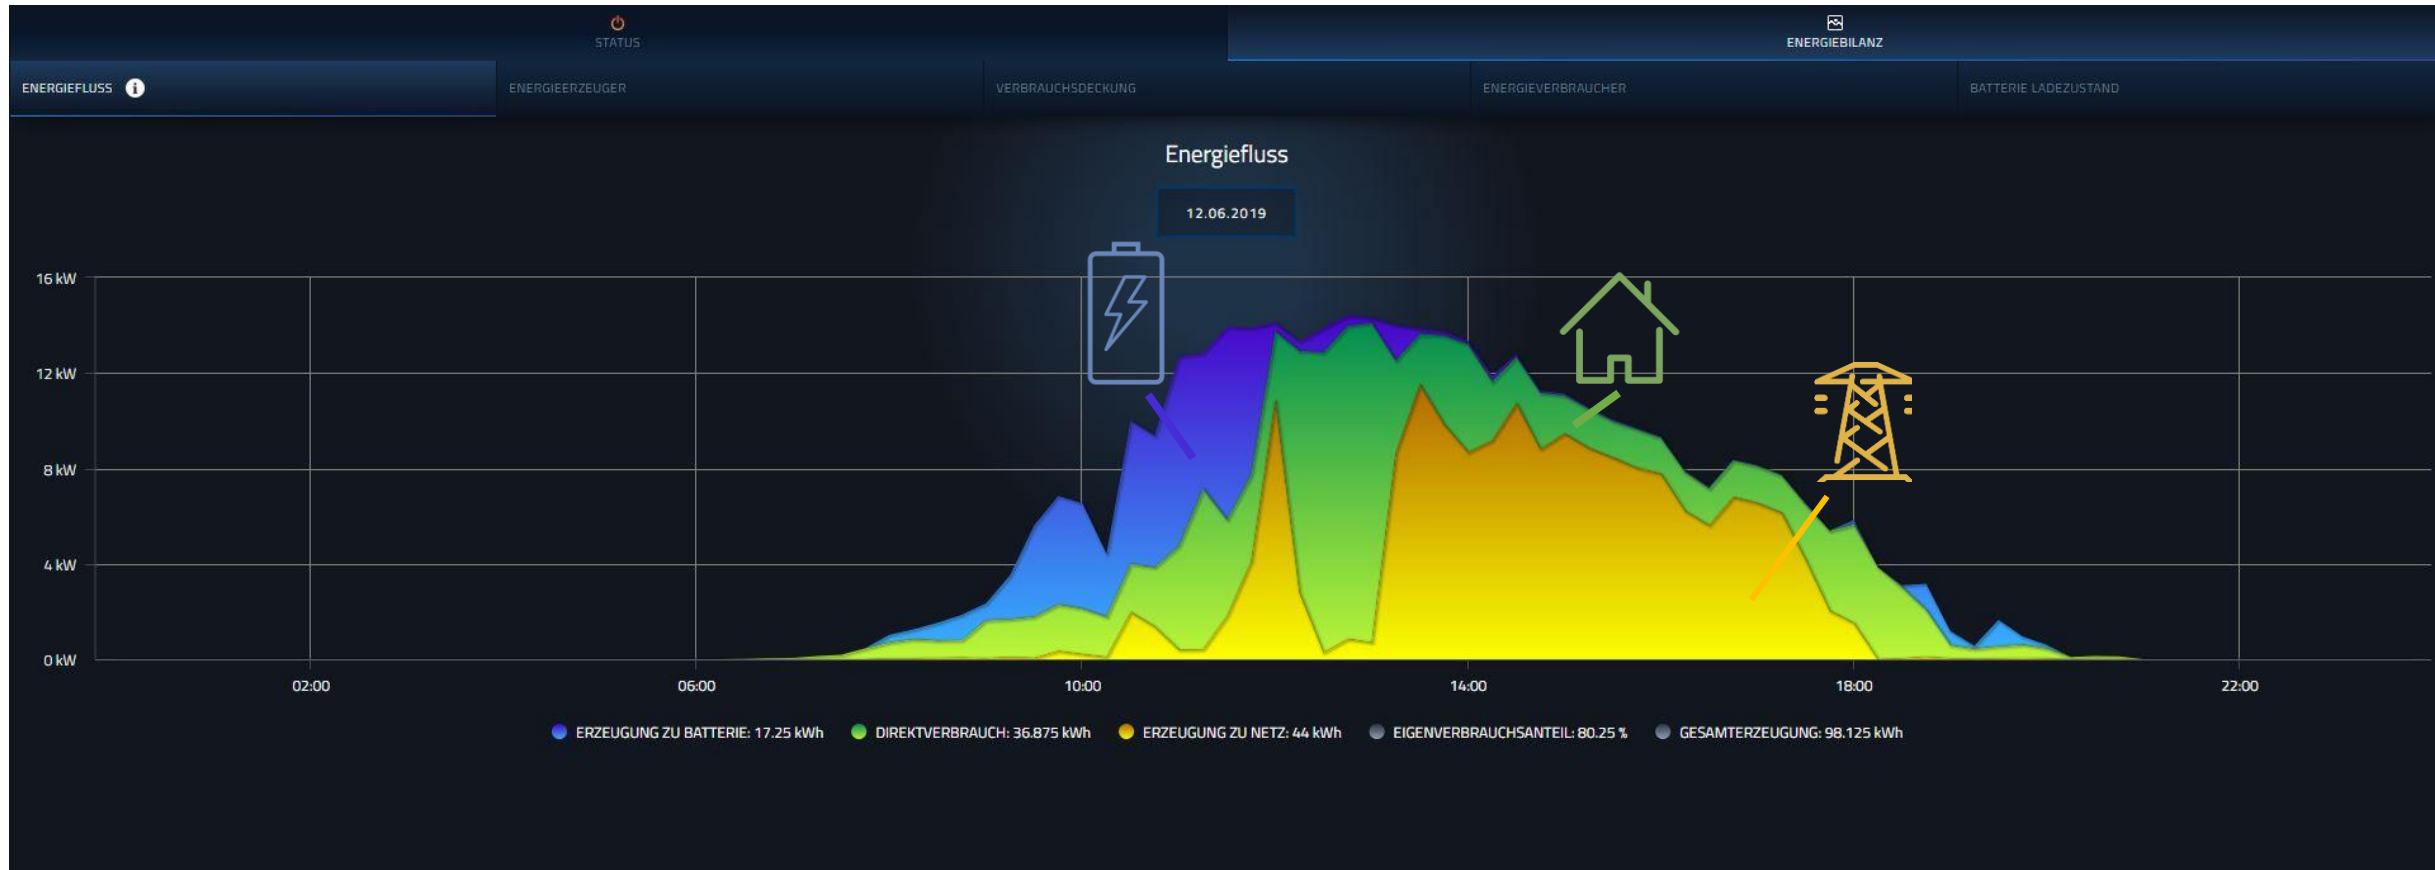 STATUS
ENERGIEBILANZ
ENERGIEFLUSS i
ENERGIEERZEUGER
VERBRAUCHSDECKUNG
ENERGIEVERBRAUCHER
BATTERIE LADEZUSTAND
Energiefluss
12.06.2019
16 kW
12 kW
8 kW
4 kW
0 kW
02:00 06:00 10:00 14:00 18:00 22:00
ERZEUGUNG ZU BATTERIE: 17.25 kWh DIREKTVERBRAUCH: 36.875 kWh ERZEUGUNG ZU NETZ: 44 kWh EIGENVERBRAUCHSANTEIL: 80.25 % GESAMTERZEUGUNG: 98.125 kWh